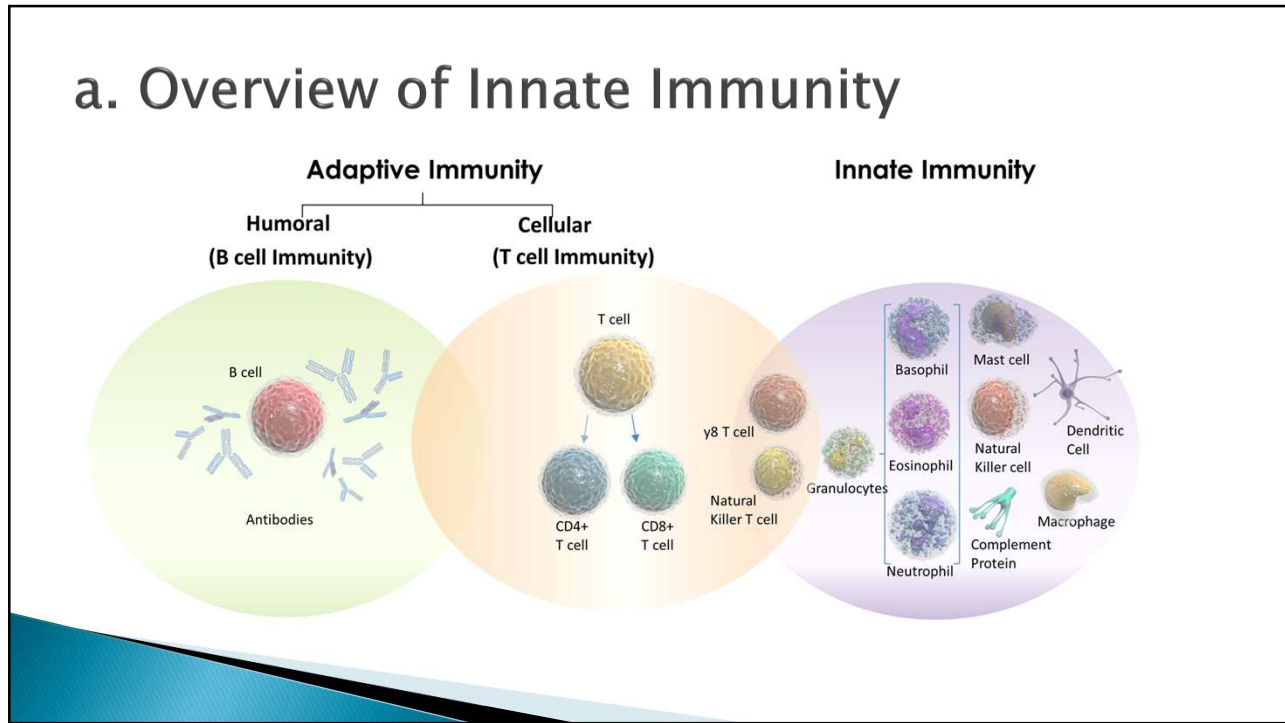 a. Overview of Innate Immunity
Adaptive Immunity
Innate Immunity
Humoral
(B cell Immunity)
Cellular
(T cell Immunity)
B cell
Antibodies
T cell
CD4+
T cell
CD8+
T cell
y8 T cell
Natural
Killer T cell
Granulocytes
Basophil
Eosinophil
Neutrophil
Mast cell
Natural
Killer cell
Complement
Protein
Dendritic
Cell
Macrophage